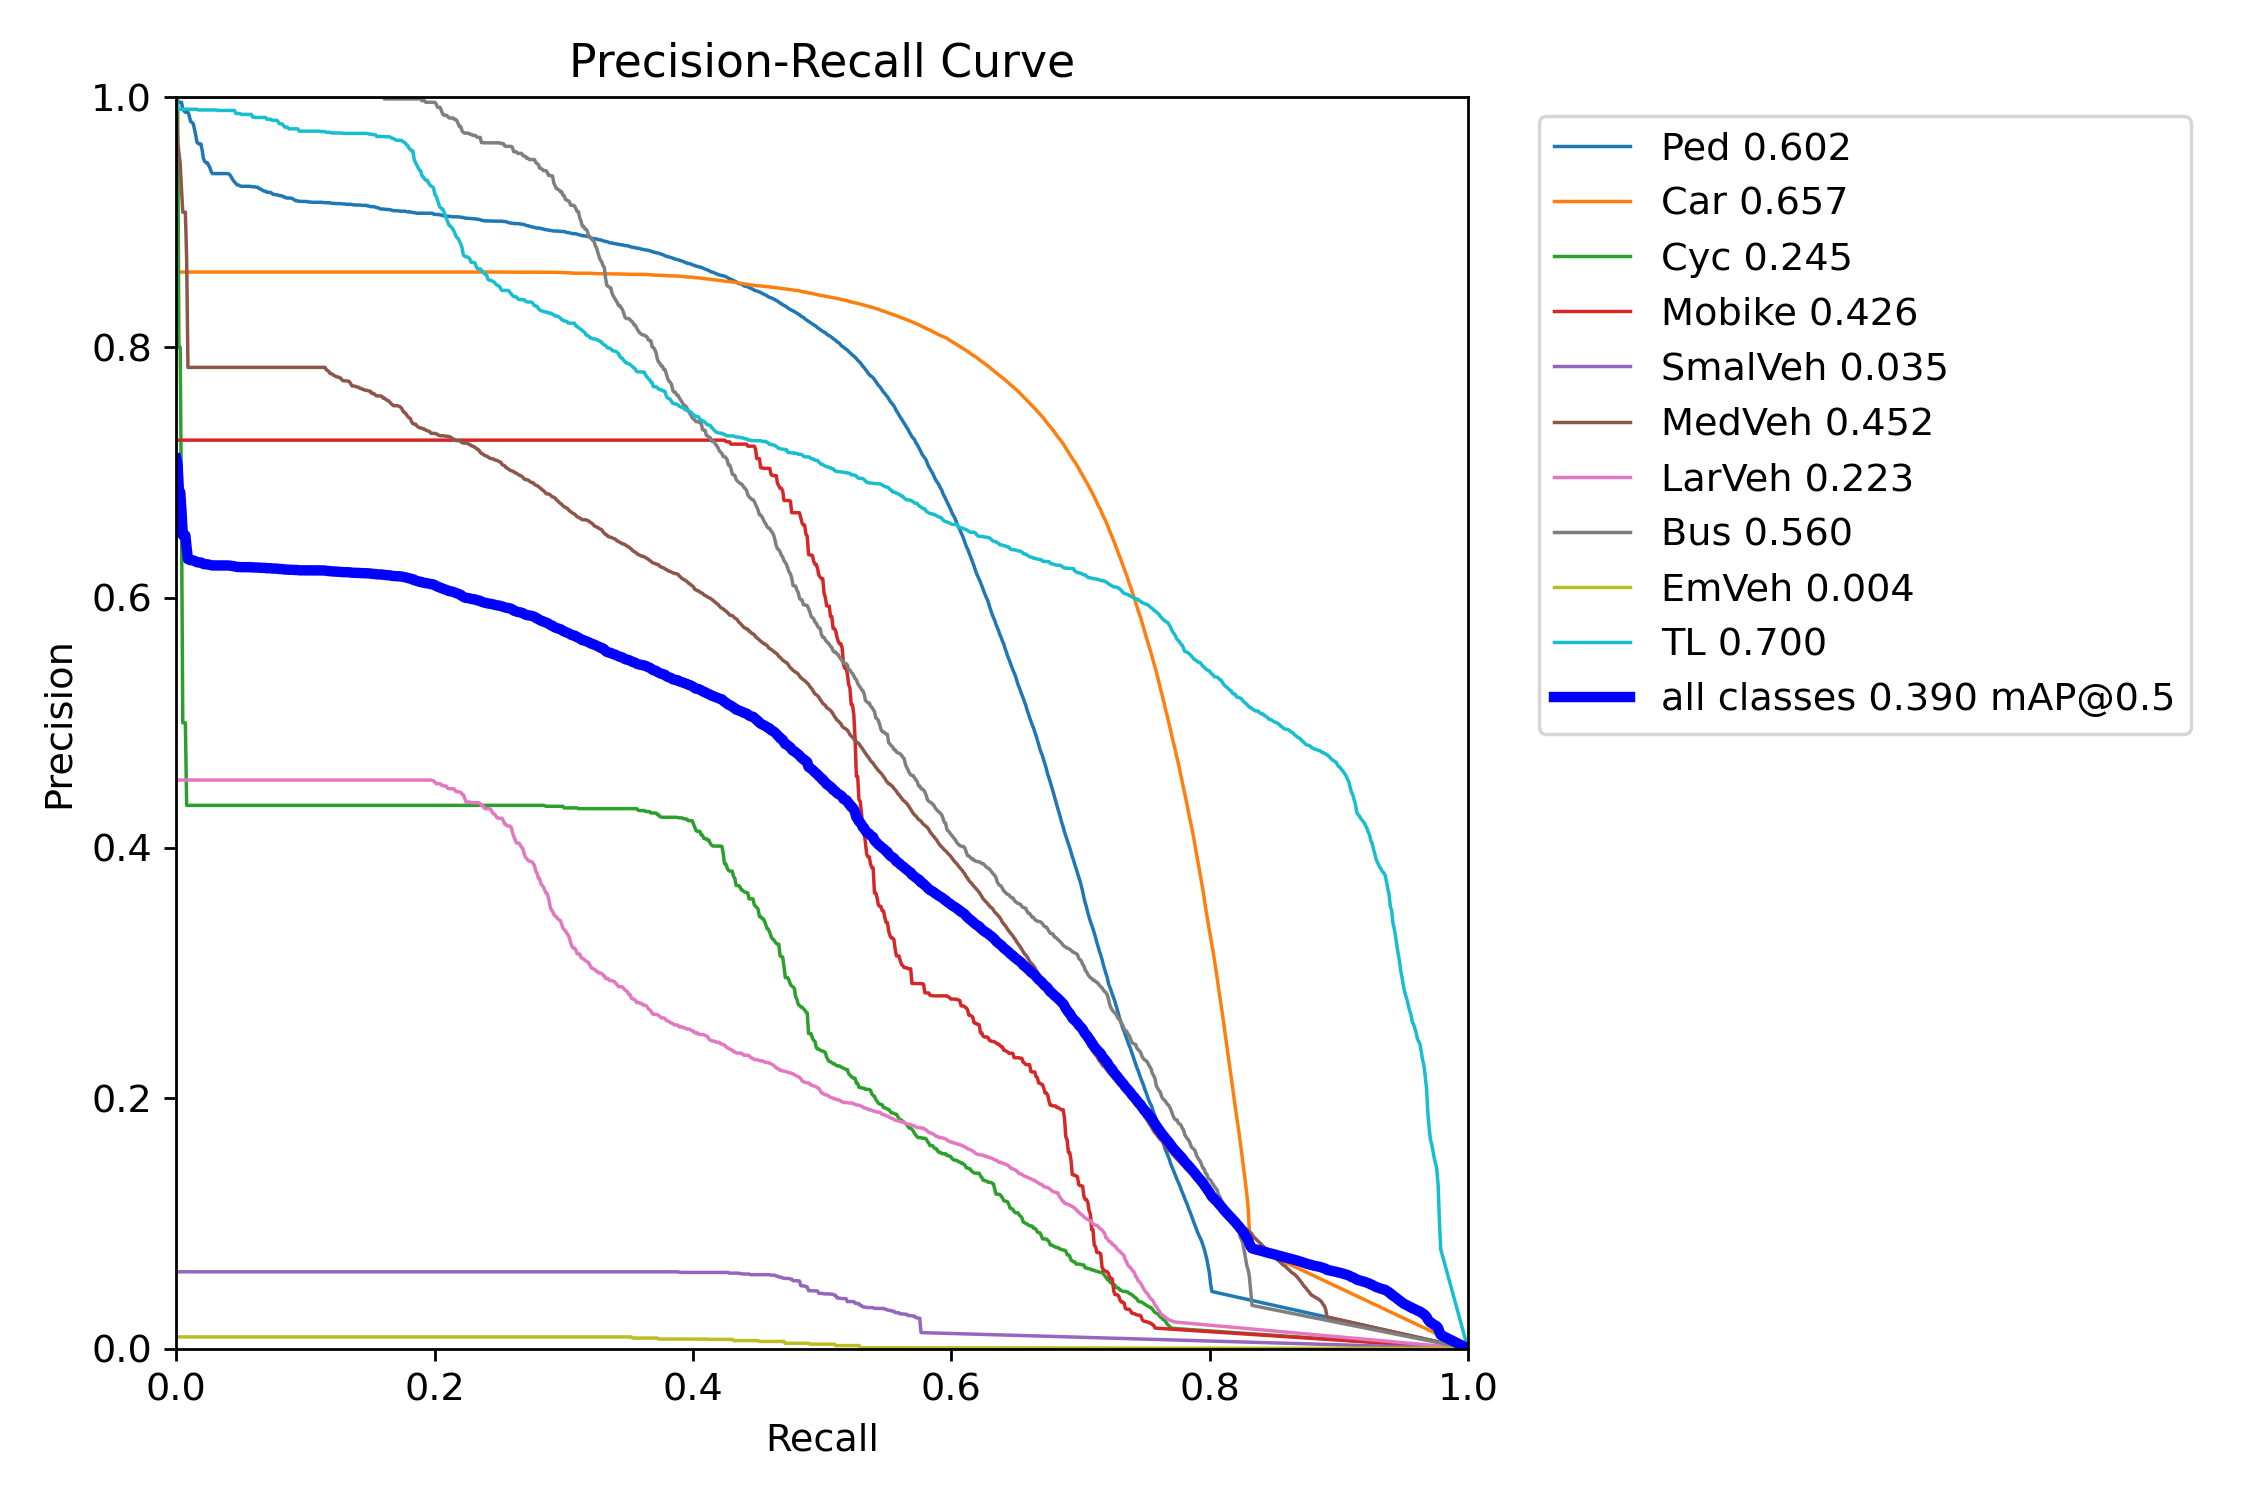 Precision-Recall Curve
1.0
0.8
0.6
0.4
0.2
0.0
Precision
0.0 0.2 0.4 0.6 0.8 1.0
Recall
Ped 0.602
Car 0.657
Cyc 0.245
Mobike 0.426
SmalVeh 0.035
MedVeh 0.452
LarVeh 0.223
Bus 0.560
EmVeh 0.004
TL 0.700
all classes 0.390 mAP@0.5